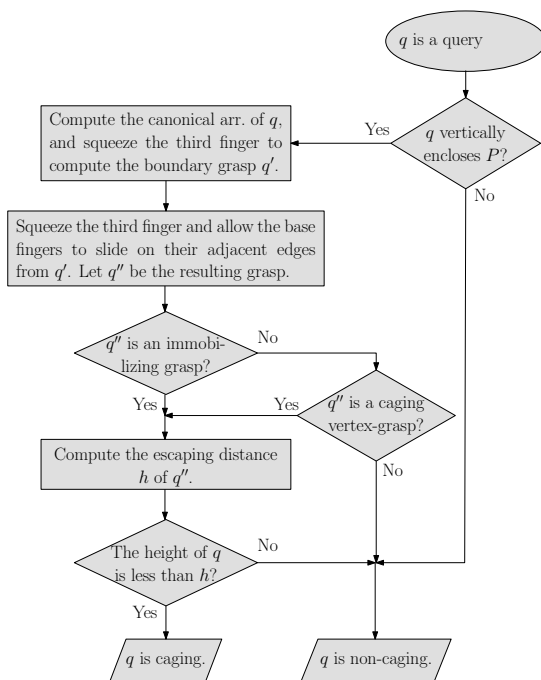 q is a query
q vertically
encloses P?
Yes
No
Compute the canonical arr. of q,
and squeeze the third finger to
compute the boundary grasp q′.
Squeeze the third finger and allow the base
fingers to slide on their adjacent edges
from q′. Let q′′ be the resulting grasp.
q′′ is an immobi-
lizing grasp?
No
Yes
q′′ is a caging
vertex-grasp?
Yes
No
Compute the escaping distance
h of q′′.
The height of q
is less than h?
No
Yes
q is caging.
q is non-caging.